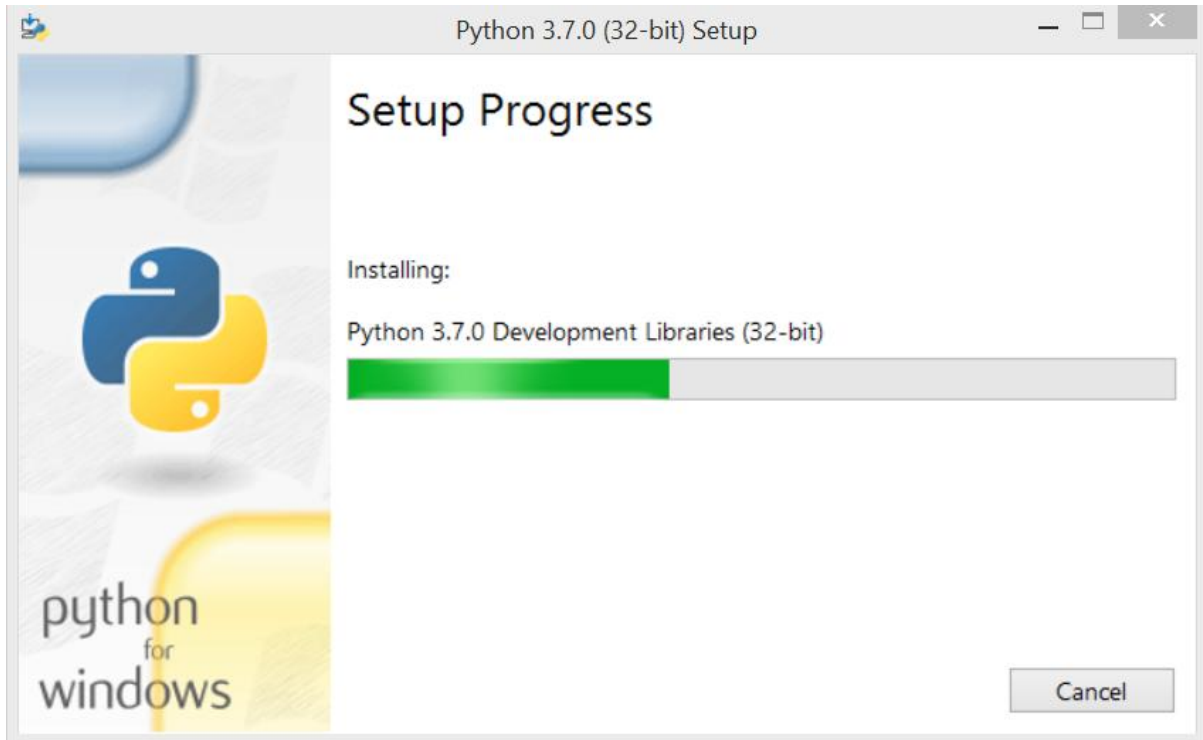 Python 3.7.0 (32-bit) Setup
Setup Progress
Installing:
Python 3.7.0 Development Libraries (32-bit)
python
for
windows
Cancel